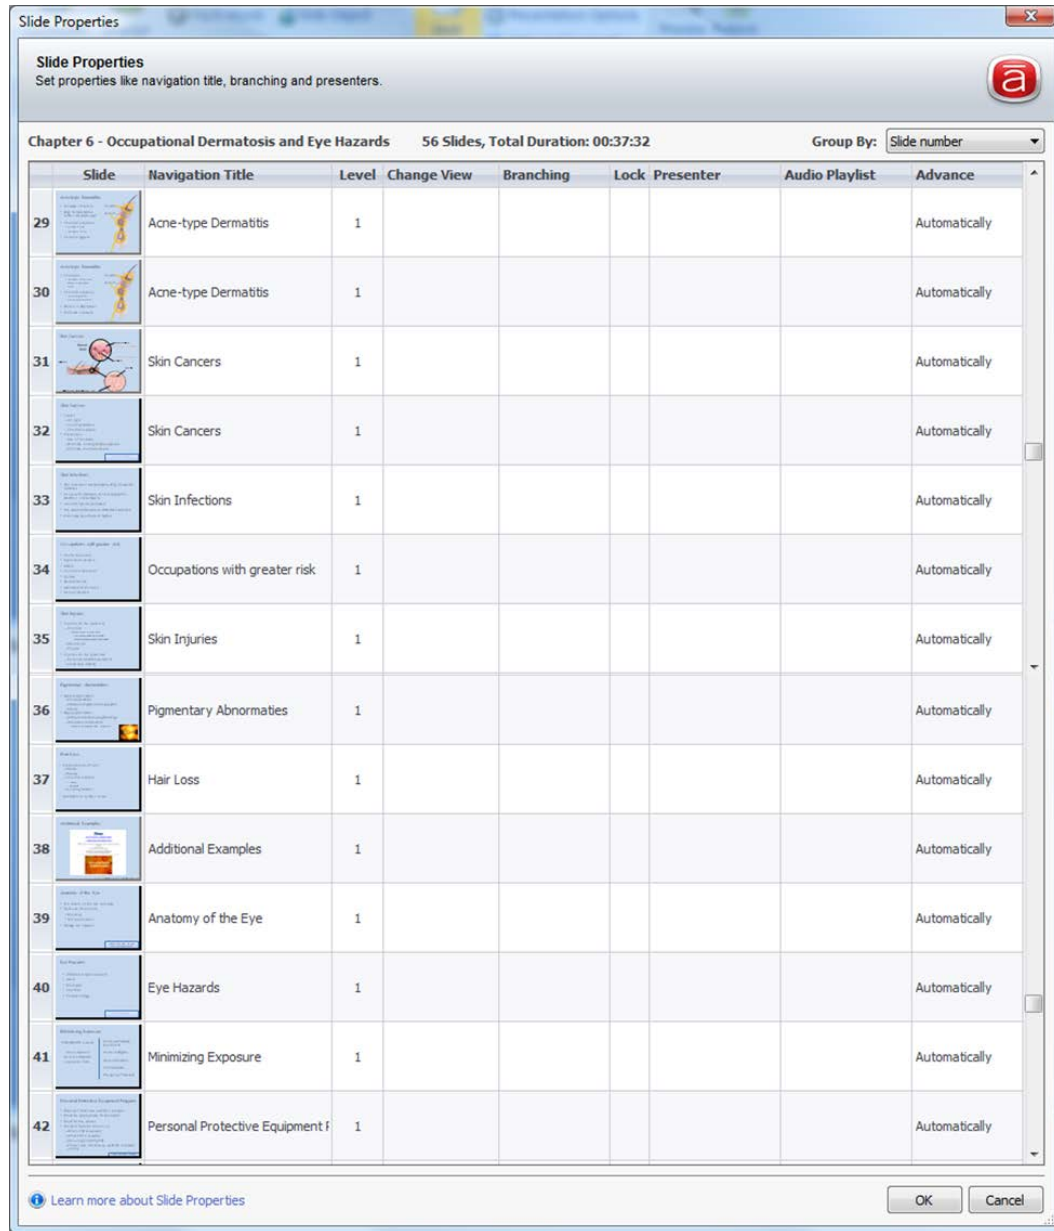 Slide Properties
Slide Properties
Set properties like navigation title, branching and presenters.
Chapter 6 - Occupational Dermatosis and Eye Hazards 56 Slides, Total Duration: 00:37:32 Group By: Slide number
Slide Navigation Title Level Change View Branching Lock Presenter Audio Playlist Advance
29 Acne-type Dermatitis 1 Automatically
30 Acne-type Dermatitis 1 Automatically
31 Skin Cancers 1 Automatically
32 Skin Cancers 1 Automatically
33 Skin Infections 1 Automatically
34 Occupations with greater risk 1 Automatically
35 Skin Injuries 1 Automatically
36 Pigmentary Abnormaties 1 Automatically
37 Hair Loss 1 Automatically
38 Additional Examples 1 Automatically
39 Anatomy of the Eye 1 Automatically
40 Eye Hazards 1 Automatically
41 Minimizing Exposure 1 Automatically
42 Personal Protective Equipment 1 Automatically
Learn more about Slide Properties OK Cancel